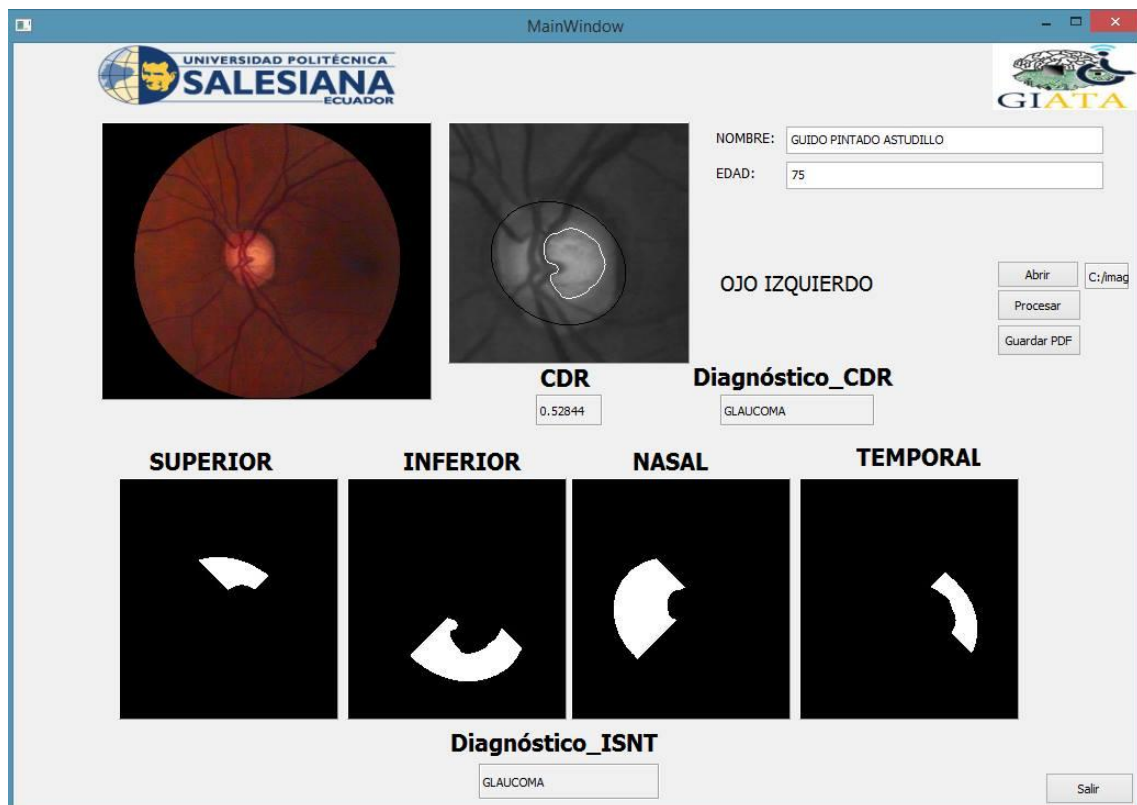 MainWindow
UNIVERSIDAD POLITÉCNICA
SALESIANA
ECUADOR
GIATA
NOMBRE: GUIDO PINTADO ASTUDILLO
EDAD: 75
OJO IZQUIERDO
Abrir C:/imag
Procesar
Guardar PDF
CDR Diagnóstico_CDR
0.52844 GLAUCOMA
SUPERIOR INFERIOR NASAL TEMPORAL
Diagnóstico_ISNT
GLAUCOMA
Salir